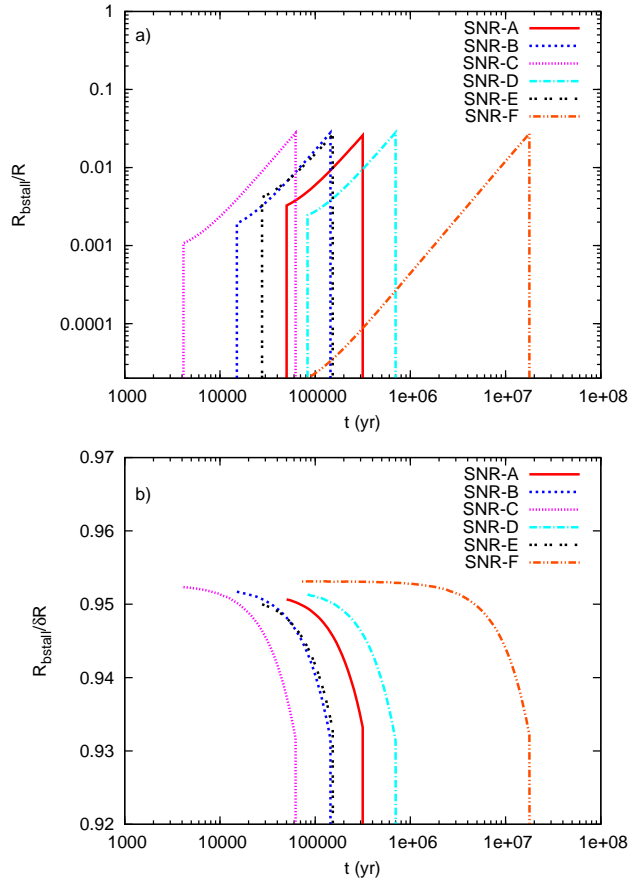 a)
SNR-A
SNR-B
SNR-C
SNR-D
SNR-E
SNR-F
1
0.1
0.01
0.001
0.0001
R_bstall/R
1000 10000 100000 1e+06 1e+07 1e+08
t (yr)
b)
SNR-A
SNR-B
SNR-C
SNR-D
SNR-E
SNR-F
0.97
0.96
0.95
0.94
0.93
0.92
R_bstall/δR
1000 10000 100000 1e+06 1e+07 1e+08
t (yr)